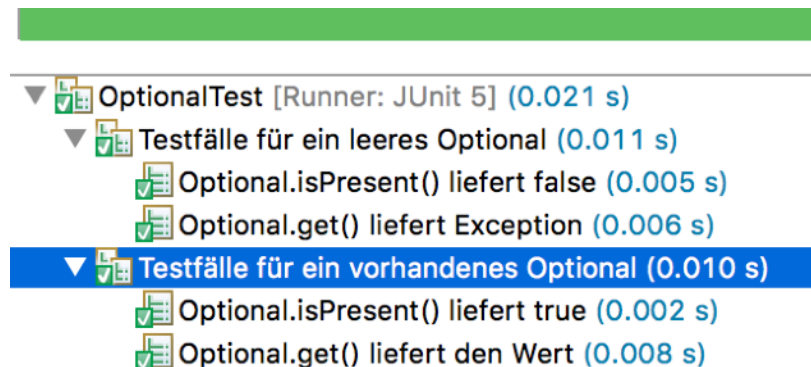 OptionalTest [Runner: JUnit 5] (0.021 s)
Testfälle für ein leeres Optional (0.011 s)
Optional.isPresent() liefert false (0.005 s)
Optional.get() liefert Exception (0.006 s)
Testfälle für ein vorhandenes Optional (0.010 s)
Optional.isPresent() liefert true (0.002 s)
Optional.get() liefert den Wert (0.008 s)